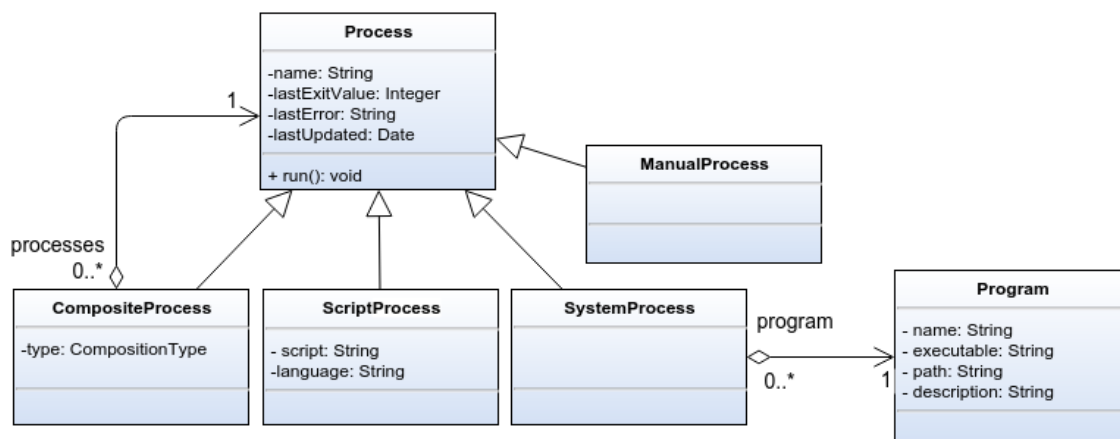 Process
-name: String
-lastExitValue: Integer
-lastError: String
-lastUpdated: Date
+ run(): void
1
ManualProcess
processes
0..*
CompositeProcess
-type: CompositionType
ScriptProcess
- script: String
-language: String
SystemProcess
program
0..*
1
Program
- name: String
- executable: String
- path: String
- description: String